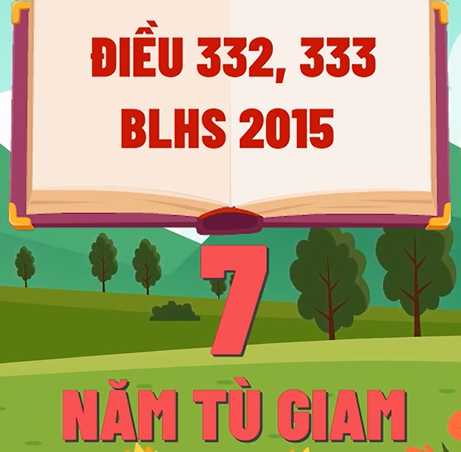 ĐIỀU 332, 333
BLHS 2015
7
NĂM TÙ GIAM